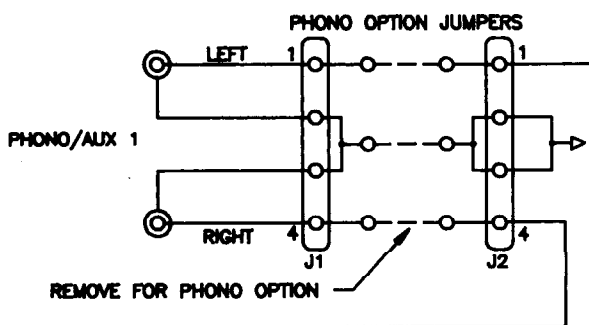 PHONO OPTION JUMPERS
LEFT
1
1
PHONO/AUX 1
RIGHT
4
4
J1
J2
REMOVE FOR PHONO OPTION